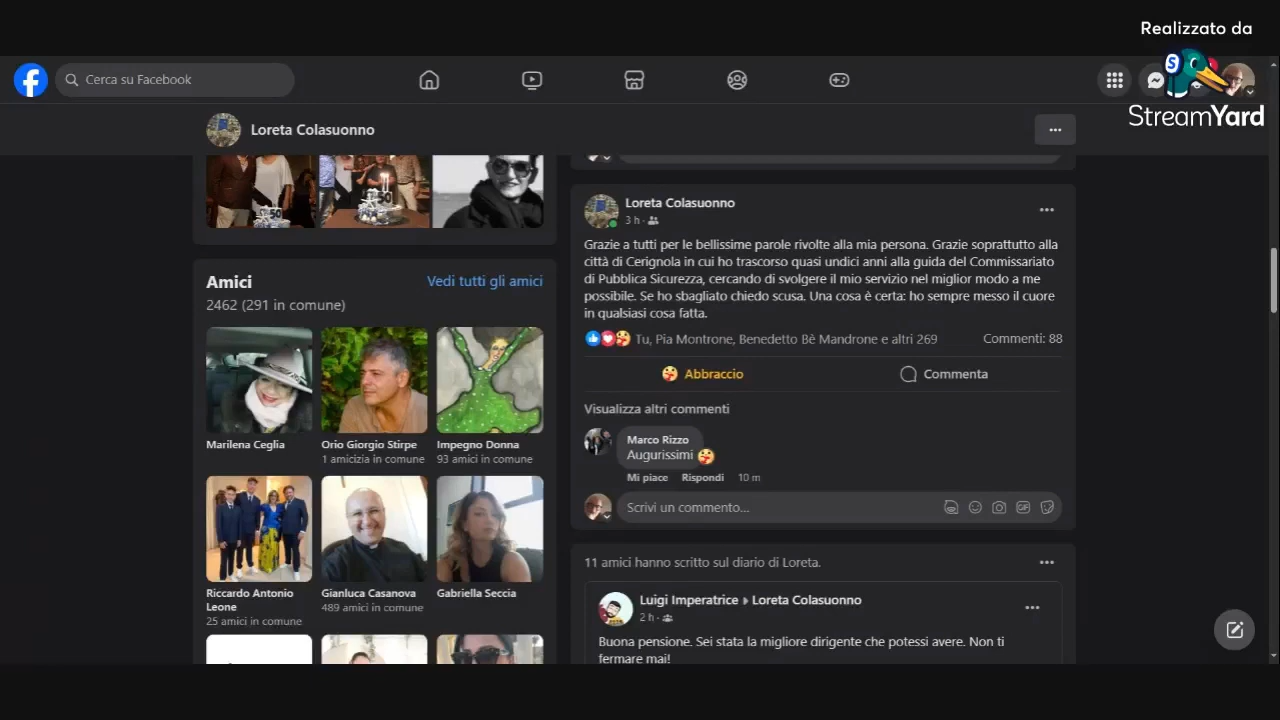 Realizzato da
StreamYard
Cerca su Facebook
Loreta Colasuonno
50
50
Amici
Vedi tutti gli amici
2462 (291 in comune)
Marilena Ceglia
Orio Giorgio Stirpe
1 amicizia in comune
Impegno Donna
93 amici in comune
Riccardo Antonio
Leone
25 amici in comune
Gianluca Casanova
489 amici in comune
Gabriella Seccia
Loreta Colasuonno
3 h ·
Grazie a tutti per le bellissime parole rivolte alla mia persona. Grazie soprattutto alla
città di Cerignola in cui ho trascorso quasi undici anni alla guida del Commissariato
di Pubblica Sicurezza, cercando di svolgere il mio servizio nel miglior modo a me
possibile. Se ho sbagliato chiedo scusa. Una cosa è certa: ho sempre messo il cuore
in qualsiasi cosa fatta.
Tu, Pia Montrone, Benedetto Bè Mandrone e altri 269
Commenti: 88
Abbraccio
Commenta
Visualizza altri commenti
Marco Rizzo
Augurissimi
Mi piace Rispondi 10 m
Scrivi un commento...
GIF
11 amici hanno scritto sul diario di Loreta.
Luigi Imperatrice ▸ Loreta Colasuonno
2 h ·
Buona pensione. Sei stata la migliore dirigente che potessi avere. Non ti
fermare mai!